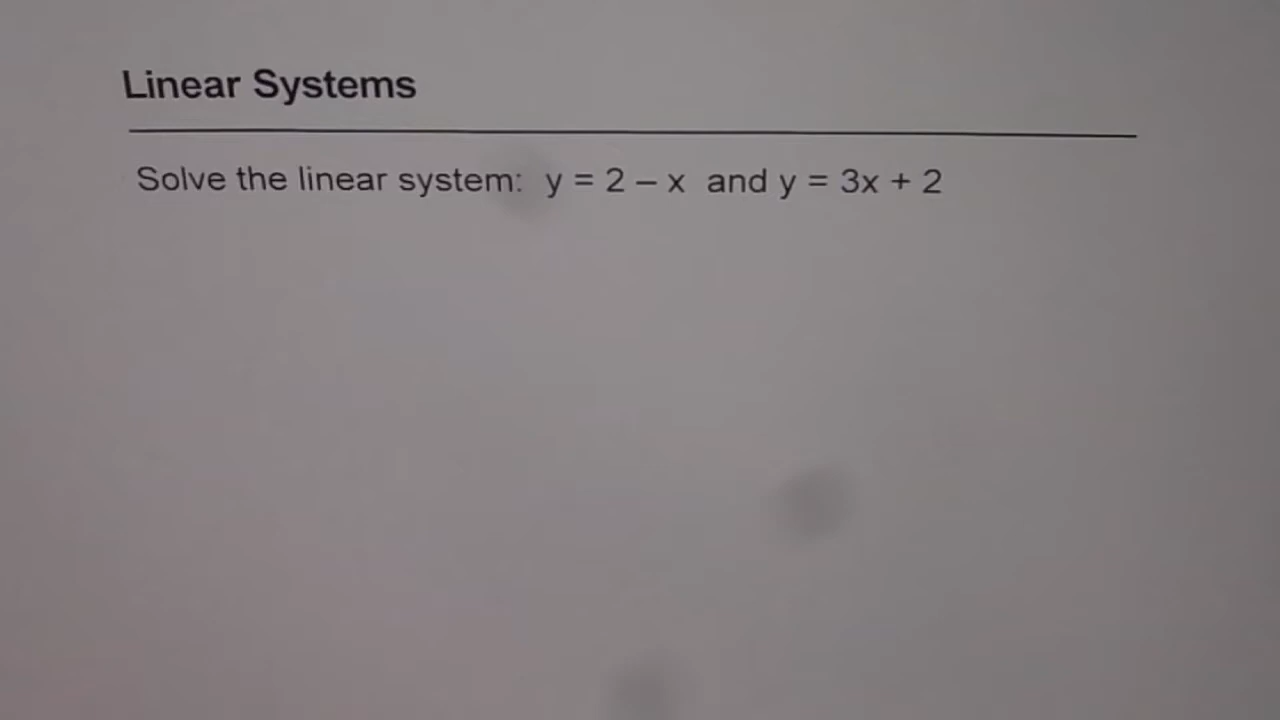 Linear Systems
Solve the linear system: y = 2 – x and y = 3x + 2